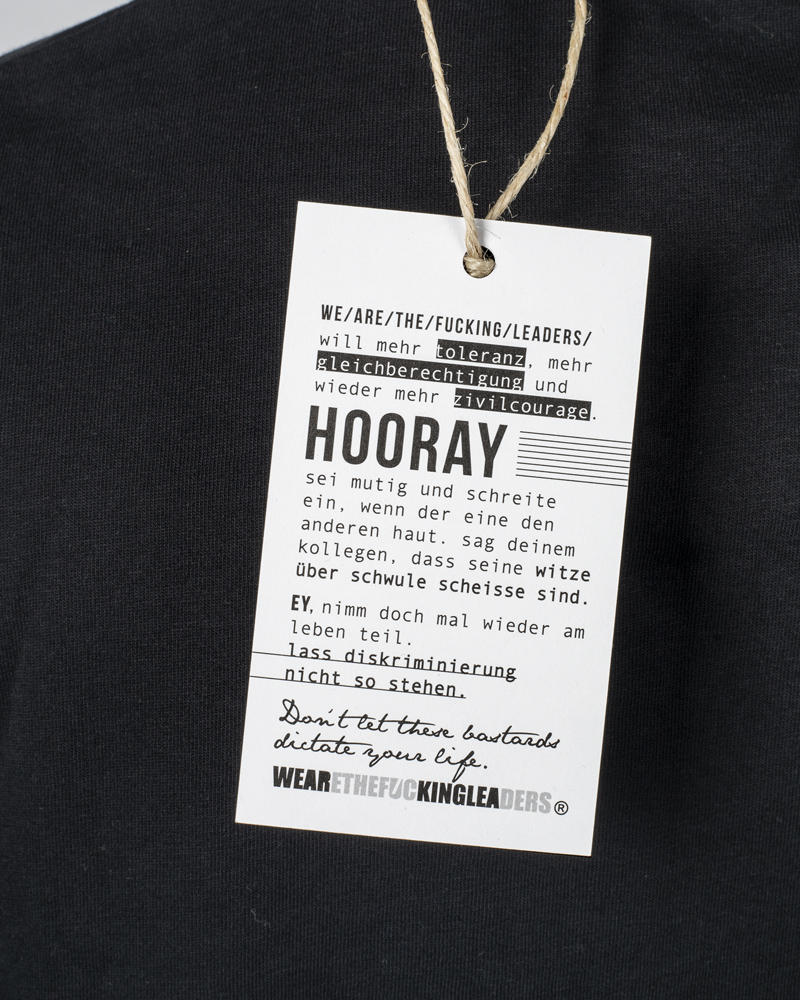 WE/ARE/THE/FUCKING/LEADERS/
will mehr toleranz, mehr
gleichberechtigung und
wieder mehr zivilcourage.
HOORAY
sei mutig und schreite
ein, wenn der eine den
anderen haut. sag deinem
kollegen, dass seine witze
über schwule scheisse sind.
EY, nimm doch mal wieder am
leben teil.
lass diskriminierung
nicht so stehen.
Don't let these bastards
dictate your life.
WEARETHEFUCKINGLEADERS®